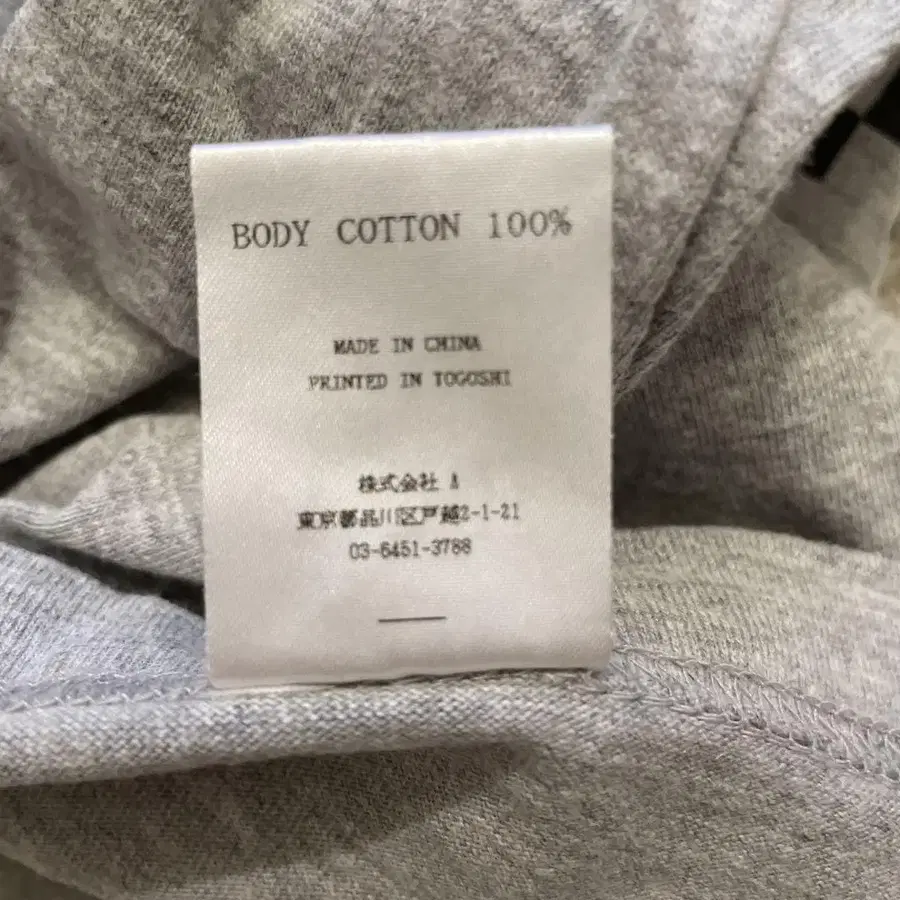 BODY COTTON 100%
MADE IN CHINA
PRINTED IN TOGOSHI
株式会社 A
東京都品川区戸越2-1-21
03-6451-3788